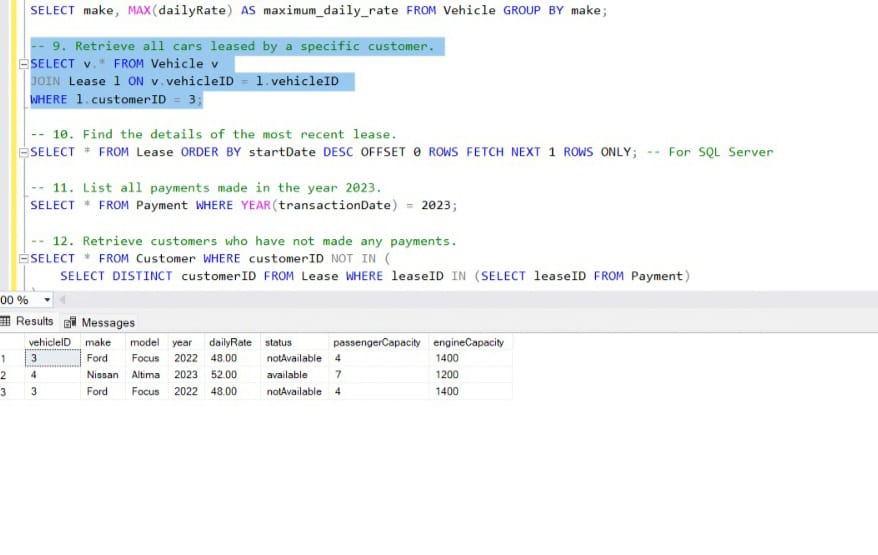 SELECT make, MAX(dailyRate) AS maximum_daily_rate FROM Vehicle GROUP BY make;
-- 9. Retrieve all cars leased by a specific customer.
SELECT v.* FROM Vehicle v
JOIN Lease l ON v.vehicleID = l.vehicleID
WHERE l.customerID = 3;
-- 10. Find the details of the most recent lease.
SELECT * FROM Lease ORDER BY startDate DESC OFFSET 0 ROWS FETCH NEXT 1 ROWS ONLY; -- For SQL Server
-- 11. List all payments made in the year 2023.
SELECT * FROM Payment WHERE YEAR(transactionDate) = 2023;
-- 12. Retrieve customers who have not made any payments.
SELECT * FROM Customer WHERE customerID NOT IN (
SELECT DISTINCT customerID FROM Lease WHERE leaseID IN (SELECT leaseID FROM Payment)
00 %
Results Messages
vehicleID make model year dailyRate status passengerCapacity engineCapacity
1 3 Ford Focus 2022 48.00 notAvailable 4 1400
2 4 Nissan Altima 2023 52.00 available 7 1200
3 3 Ford Focus 2022 48.00 notAvailable 4 1400